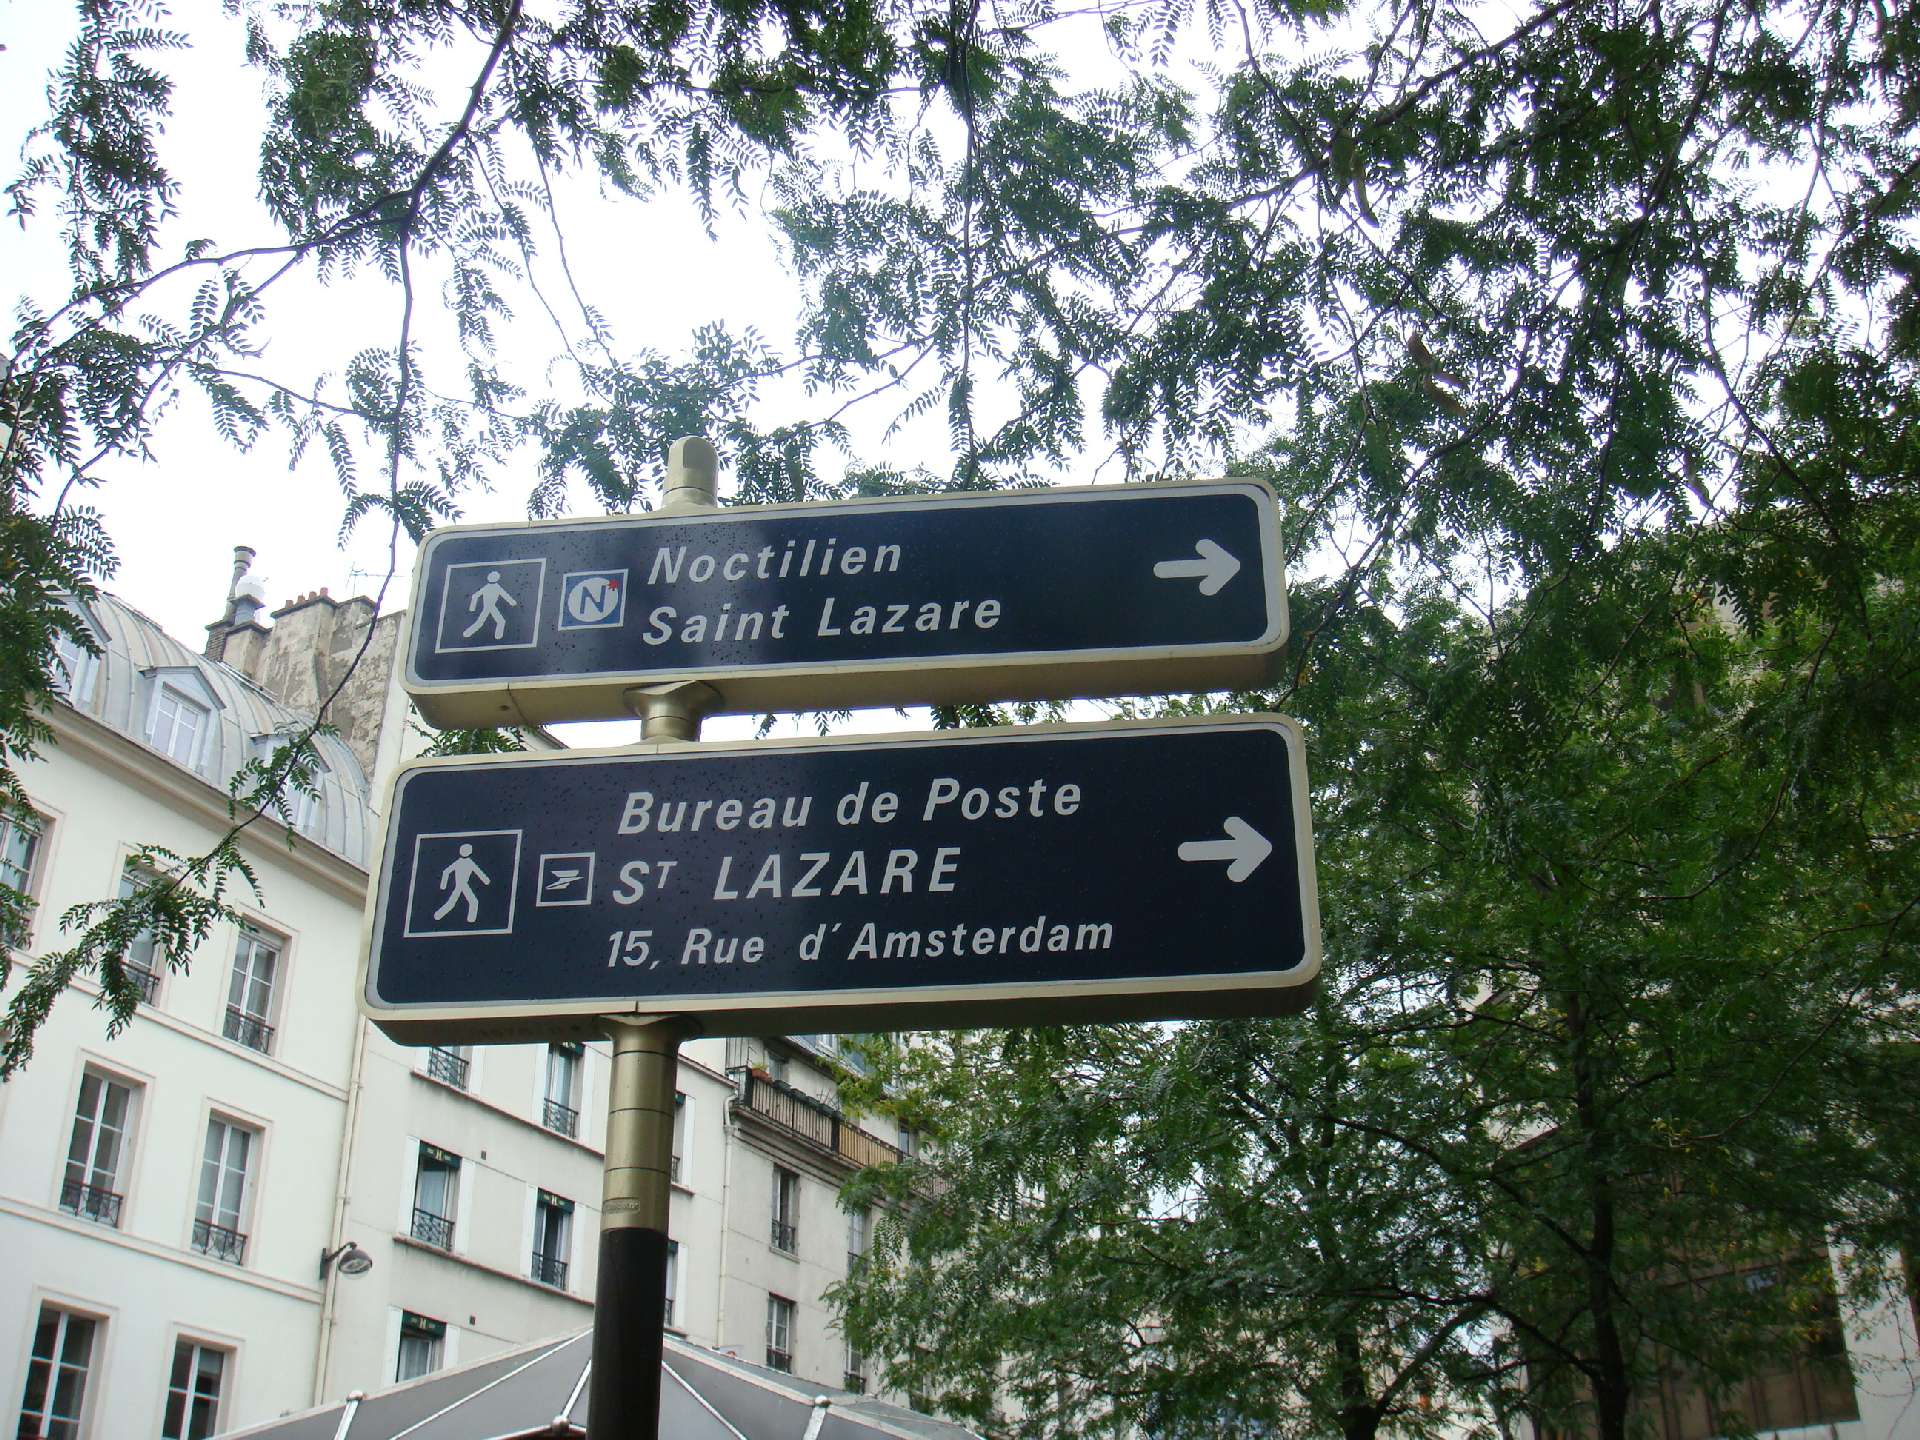 Noctilien
Saint Lazare
N
Bureau de Poste
ST LAZARE
15, Rue d'Amsterdam
H
H
H